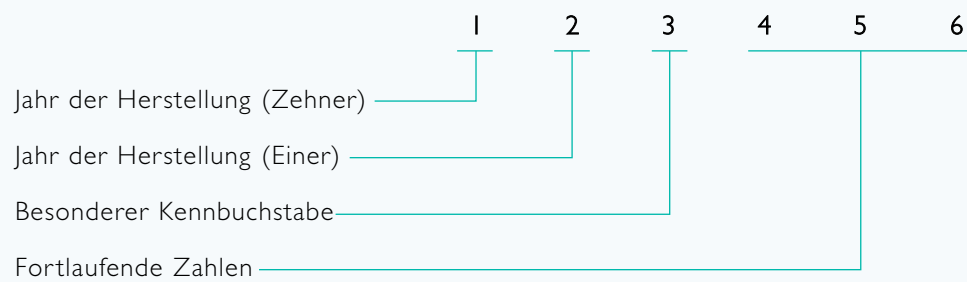 1 2 3 4 5 6
Jahr der Herstellung (Zehner)
Jahr der Herstellung (Einer)
Besonderer Kennbuchstabe
Fortlaufende Zahlen